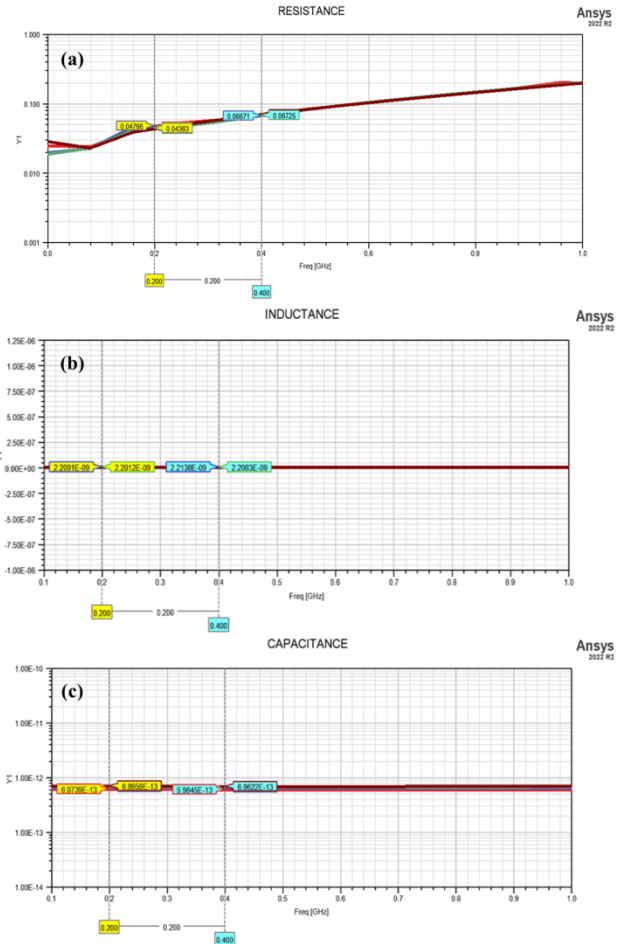 RESISTANCE
Ansys
2022 R2
(a)
1.000
0.100
0.010
0.001
Y1
0.04766
0.04363
0.06671
0.06725
0.0
0.2
0.4
0.6
0.8
1.0
Freq [GHz]
0.200
0.200
0.400
INDUCTANCE
Ansys
2022 R2
(b)
1.25E-06
1.00E-06
7.50E-07
5.00E-07
2.50E-07
0.00E+00
-2.50E-07
-5.00E-07
-7.50E-07
-1.00E-06
2.2091E-09
2.2012E-09
2.2138E-09
2.2083E-09
0.1
0.2
0.3
0.4
0.5
0.6
0.7
0.8
0.9
1.0
Freq [GHz]
0.200
0.200
0.400
CAPACITANCE
Ansys
2022 R2
(c)
1.00E-10
1.00E-11
1.00E-12
1.00E-13
1.00E-14
Y1
6.0739E-13
6.8958E-13
5.9845E-13
6.8622E-13
0.1
0.2
0.3
0.4
0.5
0.6
0.7
0.8
0.9
1.0
Freq [GHz]
0.200
0.200
0.400